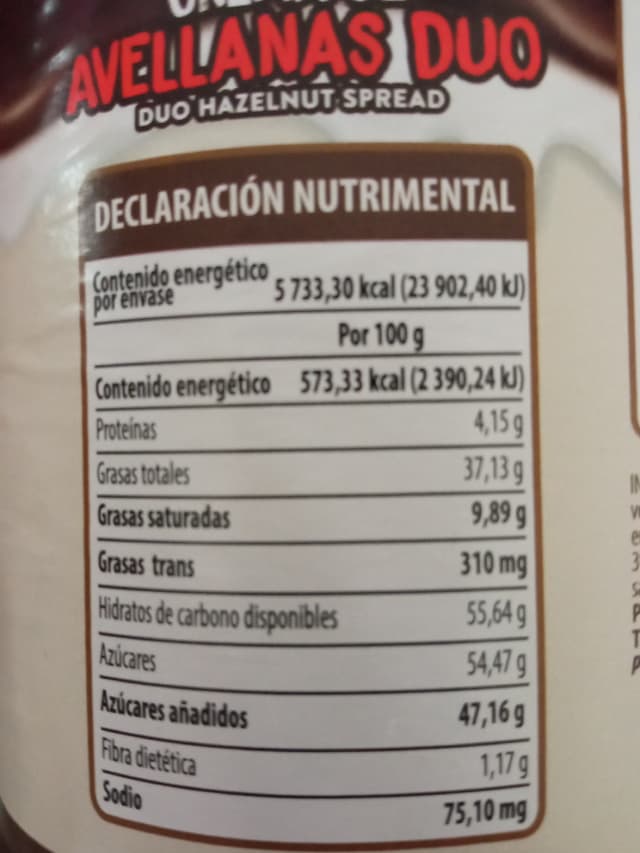 AVELLANAS DUO
DUO HAZELNUT SPREAD
DECLARACIÓN NUTRIMENTAL
Contenido energético
por envase 5 733,30 kcal (23 902,40 kJ)
Por 100 g
Contenido energético 573,33 kcal (2 390,24 kJ)
Proteínas 4,15 g
Grasas totales 37,13 g
Grasas saturadas 9,89 g
Grasas trans 310 mg
Hidratos de carbono disponibles 55,64 g
Azúcares 54,47 g
Azúcares añadidos 47,16 g
Fibra dietética 1,17 g
Sodio 75,10 mg